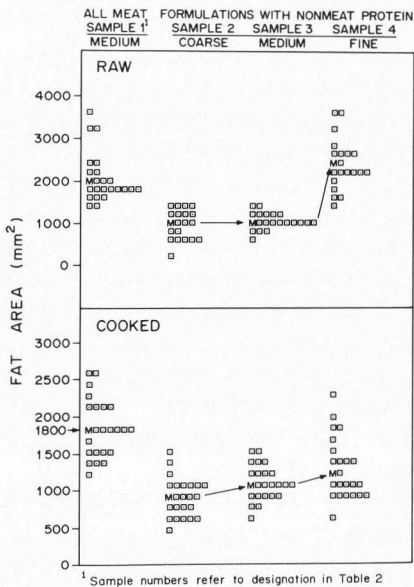 ALL MEAT FORMULATIONS WITH NONMEAT PROTEIN
SAMPLE 1¹ SAMPLE 2 SAMPLE 3 SAMPLE 4
MEDIUM COARSE MEDIUM FINE
RAW
4000
3000
2000
1000
0
M M M M
FAT AREA (mm²)
COOKED
3000
2500
2000
1800
1500
1000
500
0
M M M M
¹ Sample numbers refer to designation in Table 2